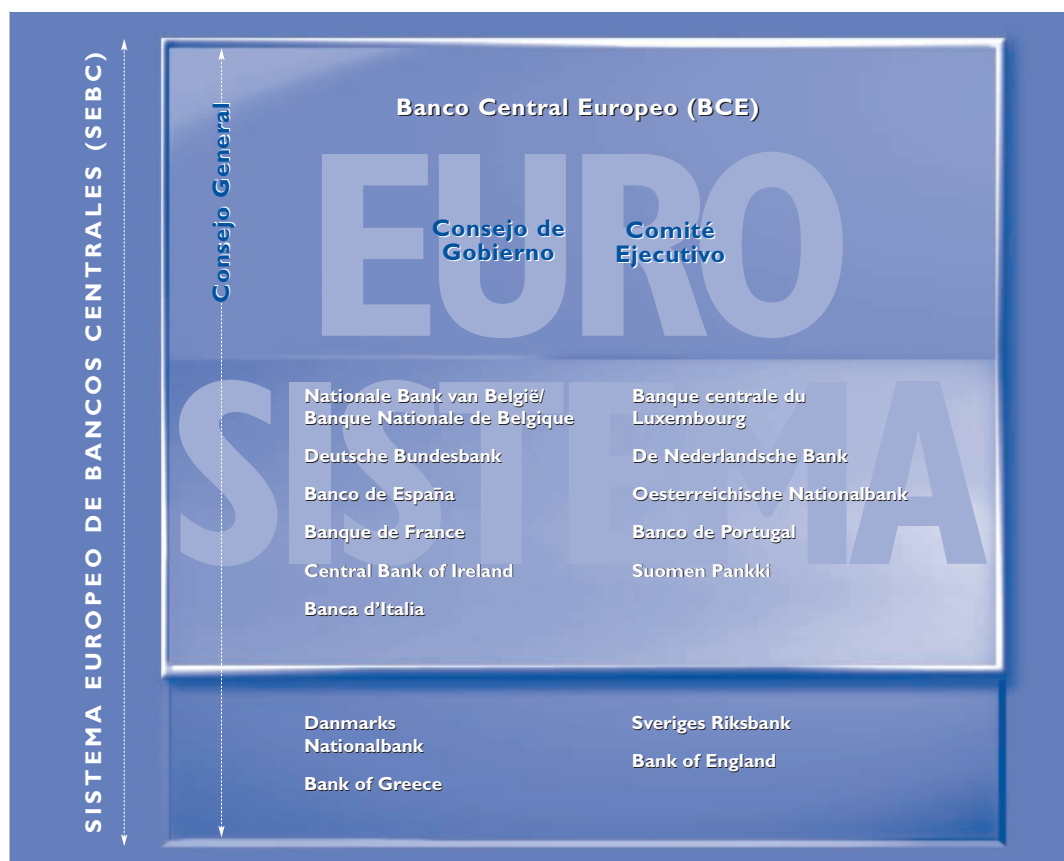 SISTEMA EUROPEO DE BANCOS CENTRALES (SEBC)
Consejo General
Banco Central Europeo (BCE)
EURO
Consejo de
Gobierno
Comité
Ejecutivo
SISTEMA
Nationale Bank van België/
Banque Nationale de Belgique
Deutsche Bundesbank
Banco de España
Banque de France
Central Bank of Ireland
Banca d'Italia
Banque centrale du
Luxembourg
De Nederlandsche Bank
Oesterreichische Nationalbank
Banco de Portugal
Suomen Pankki
Danmarks
Nationalbank
Bank of Greece
Sveriges Riksbank
Bank of England